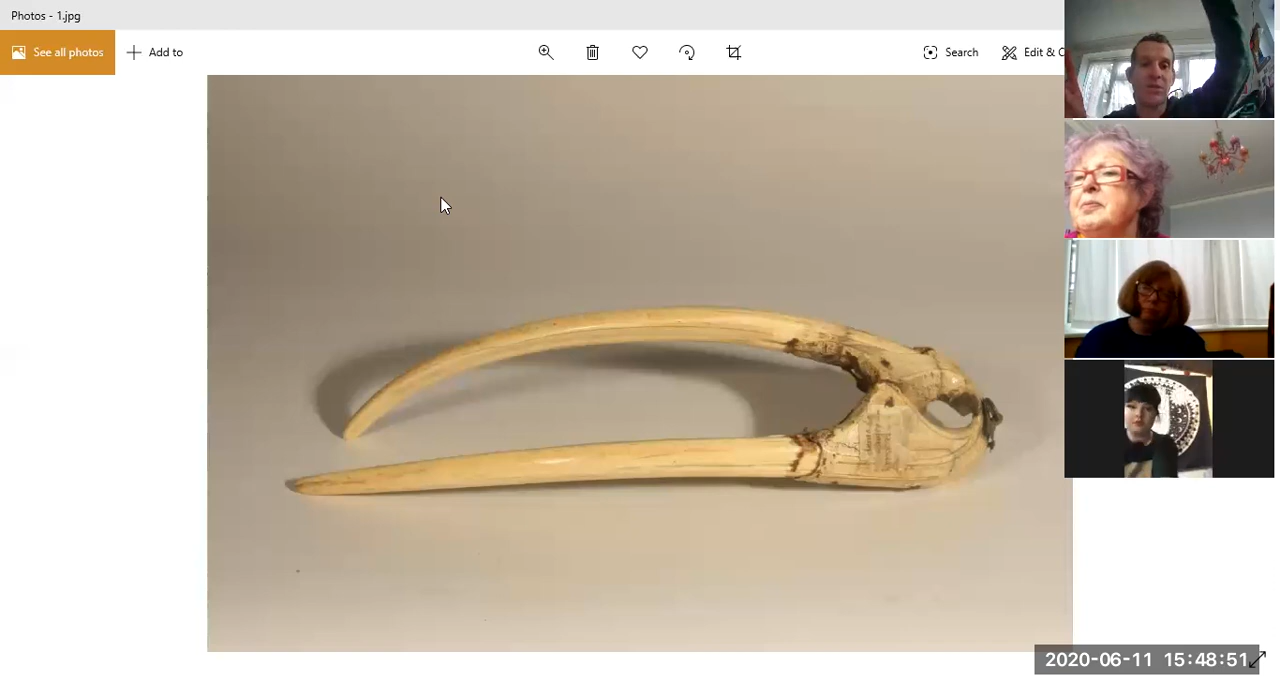 Photos - 1.jpg
See all photos
Add to
Search
Edit & C
2020-06-11 15:48:51